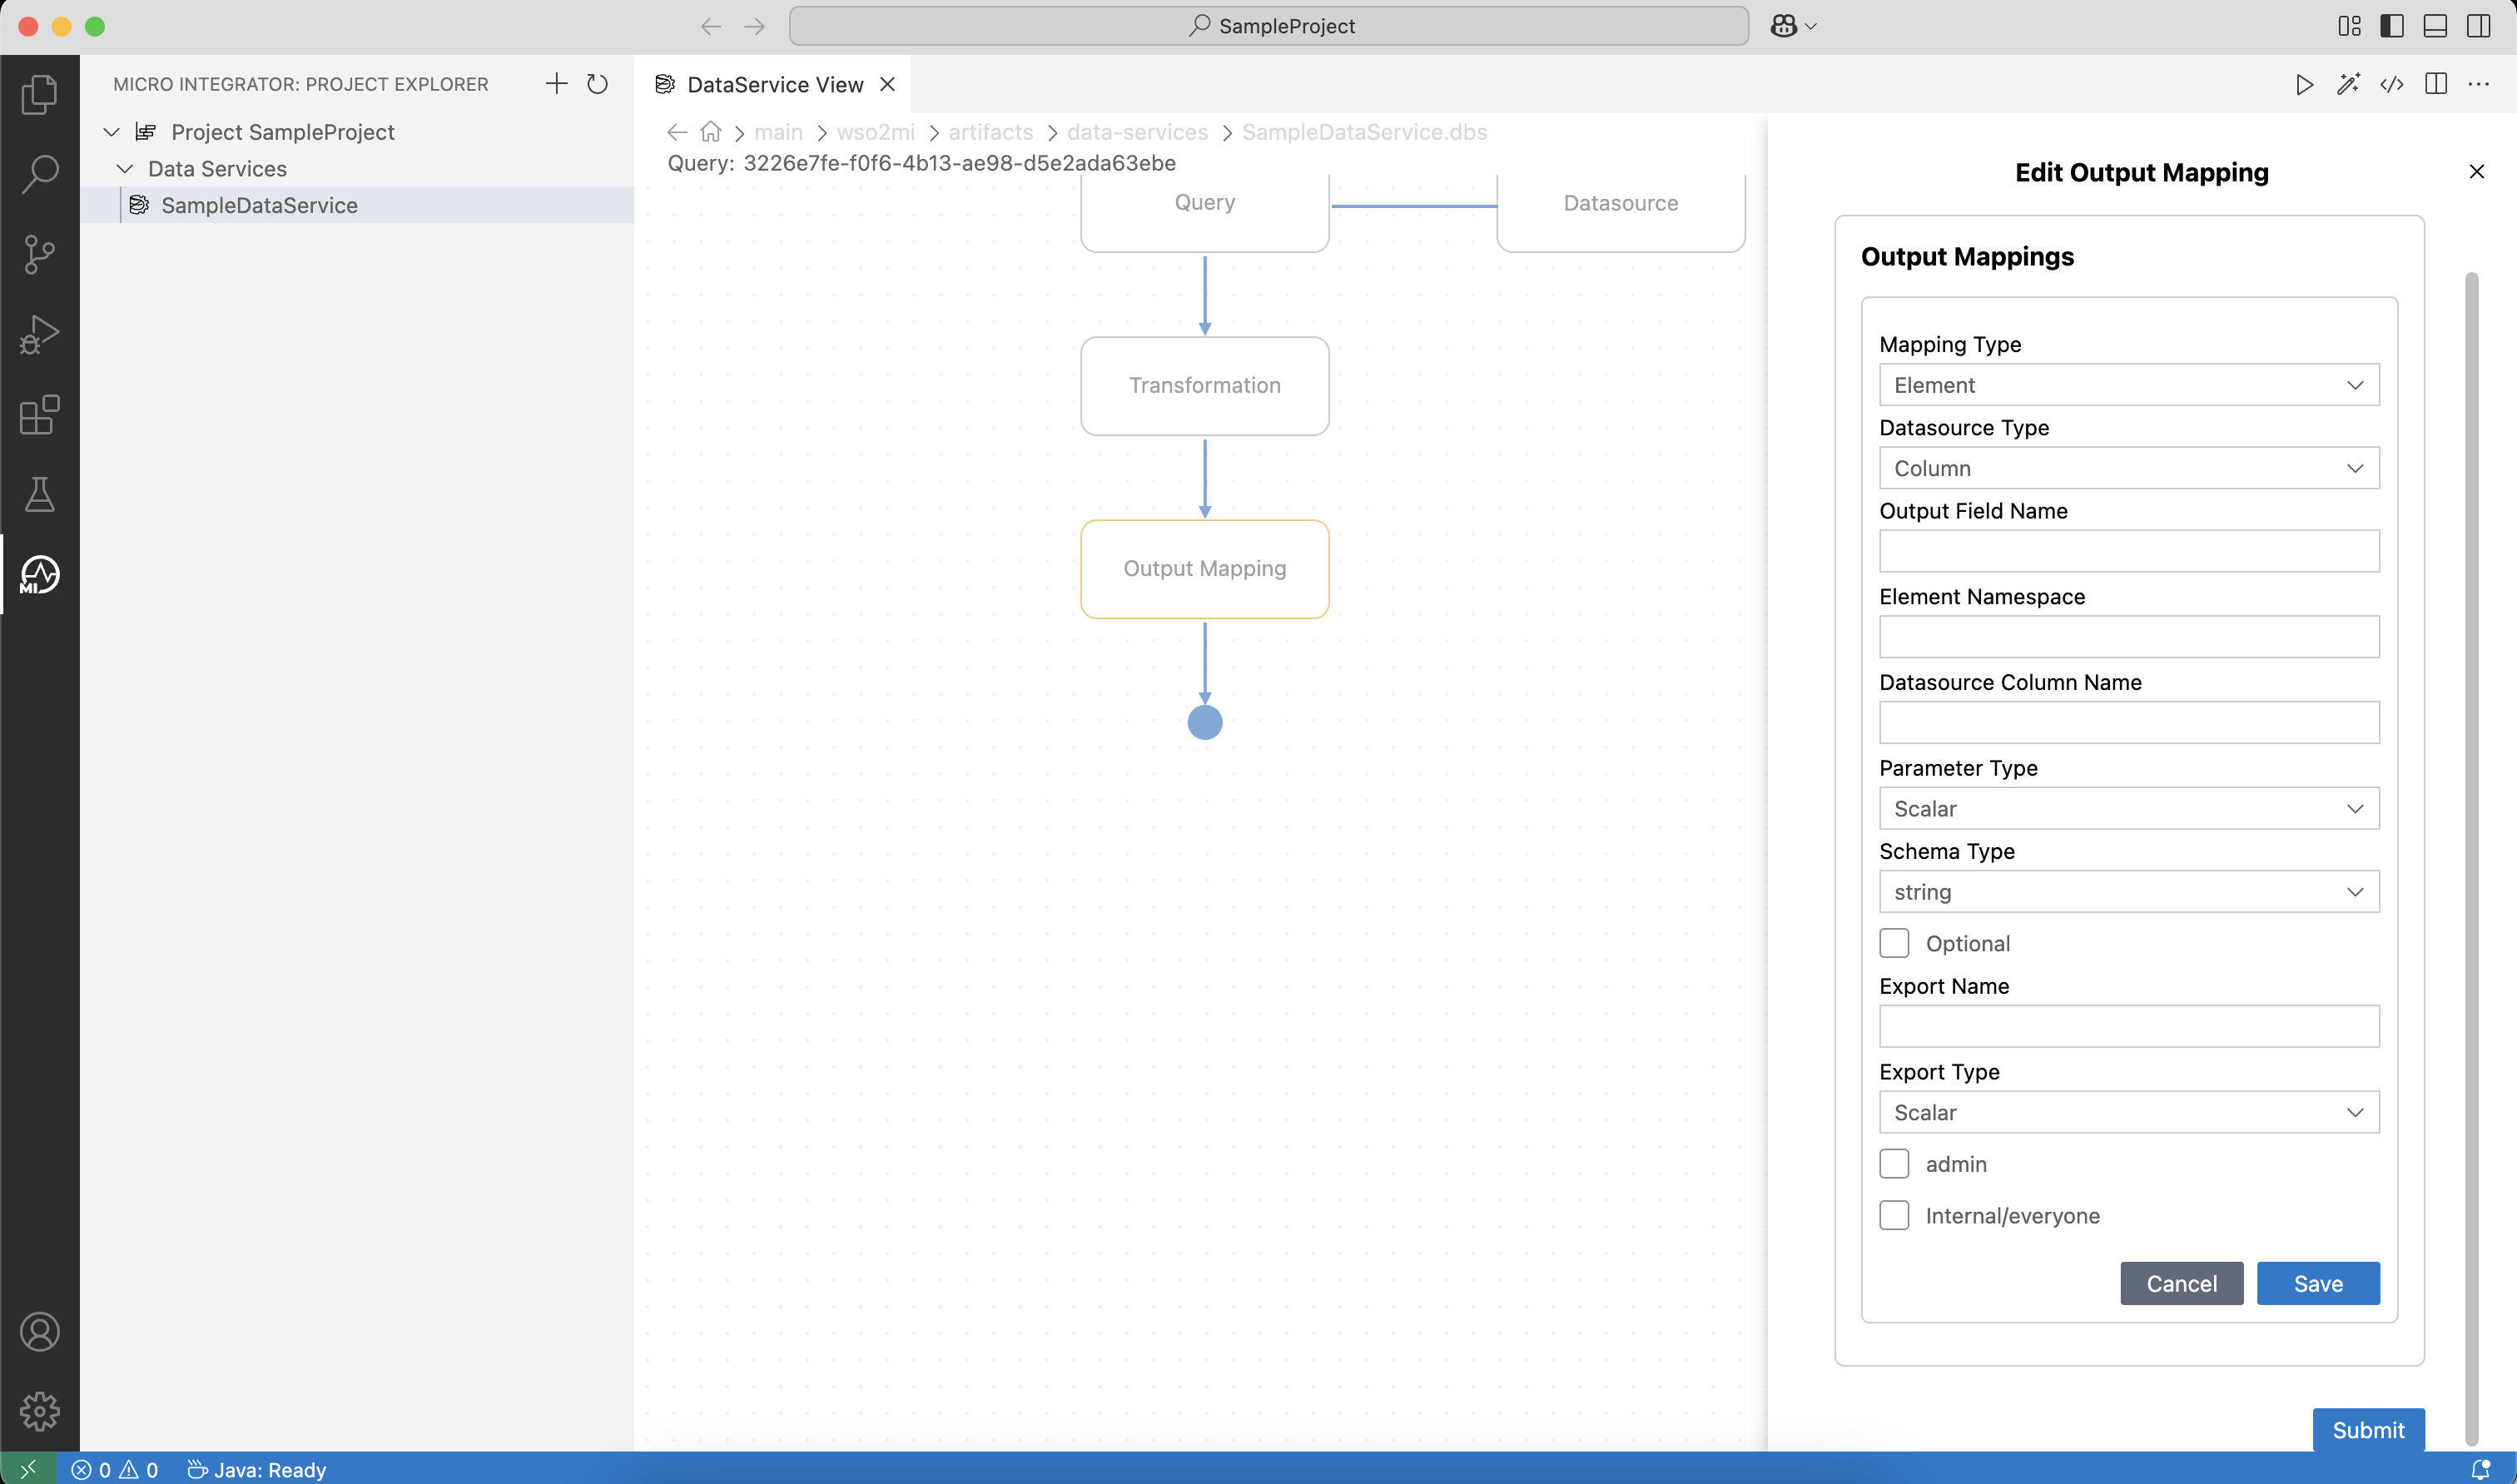 SampleProject
MICRO INTEGRATOR: PROJECT EXPLORER
Project SampleProject
Data Services
SampleDataService
DataService View
main > wso2mi > artifacts > data-services > SampleDataService.dbs
Query: 3226e7fe-f0f6-4b13-ae98-d5e2ada63ebe
Query
Datasource
Transformation
Output Mapping
Edit Output Mapping
Output Mappings
Mapping Type
Element
Datasource Type
Column
Output Field Name
Element Namespace
Datasource Column Name
Parameter Type
Scalar
Schema Type
string
Optional
Export Name
Export Type
Scalar
admin
Internal/everyone
Cancel
Save
Submit
MI
0 0 Java: Ready